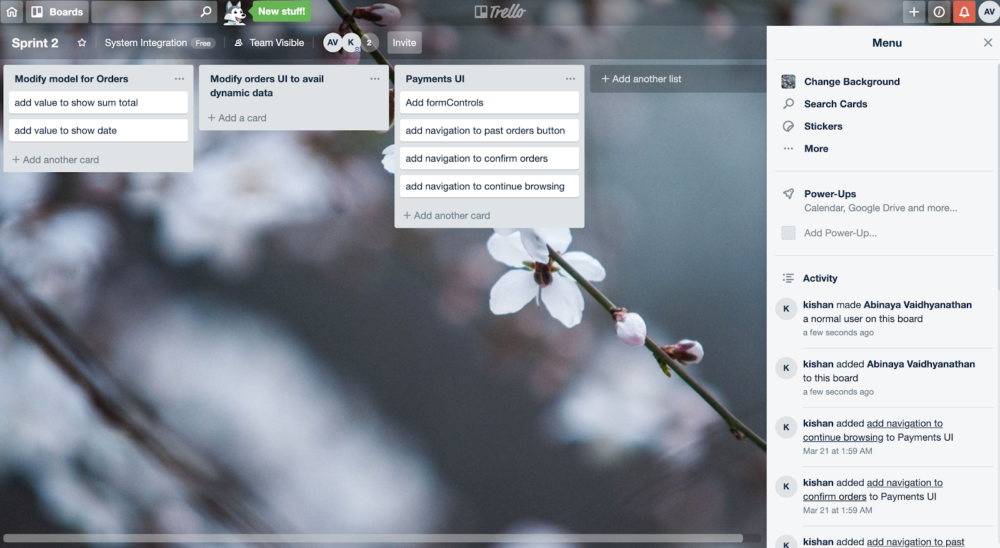 Boards
New stuff!
Trello
AV
Sprint 2
System Integration Free
Team Visible
AV K 2
Invite
Modify model for Orders
add value to show sum total
add value to show date
+ Add another card
Modify orders UI to avail
dynamic data
+ Add a card
Payments UI
Add formControls
add navigation to past orders button
add navigation to confirm orders
add navigation to continue browsing
+ Add another card
+ Add another list
Menu
Change Background
Search Cards
Stickers
More
Power-Ups
Calendar, Google Drive and more...
Add Power-Up...
Activity
K
kishan made Abinaya Vaidhyanathan
a normal user on this board
a few seconds ago
K
kishan added Abinaya Vaidhyanathan
to this board
a few seconds ago
K
kishan added add navigation to
continue browsing to Payments UI
Mar 21 at 1:59 AM
K
kishan added add navigation to
confirm orders to Payments UI
Mar 21 at 1:59 AM
K
kishan added add navigation to past